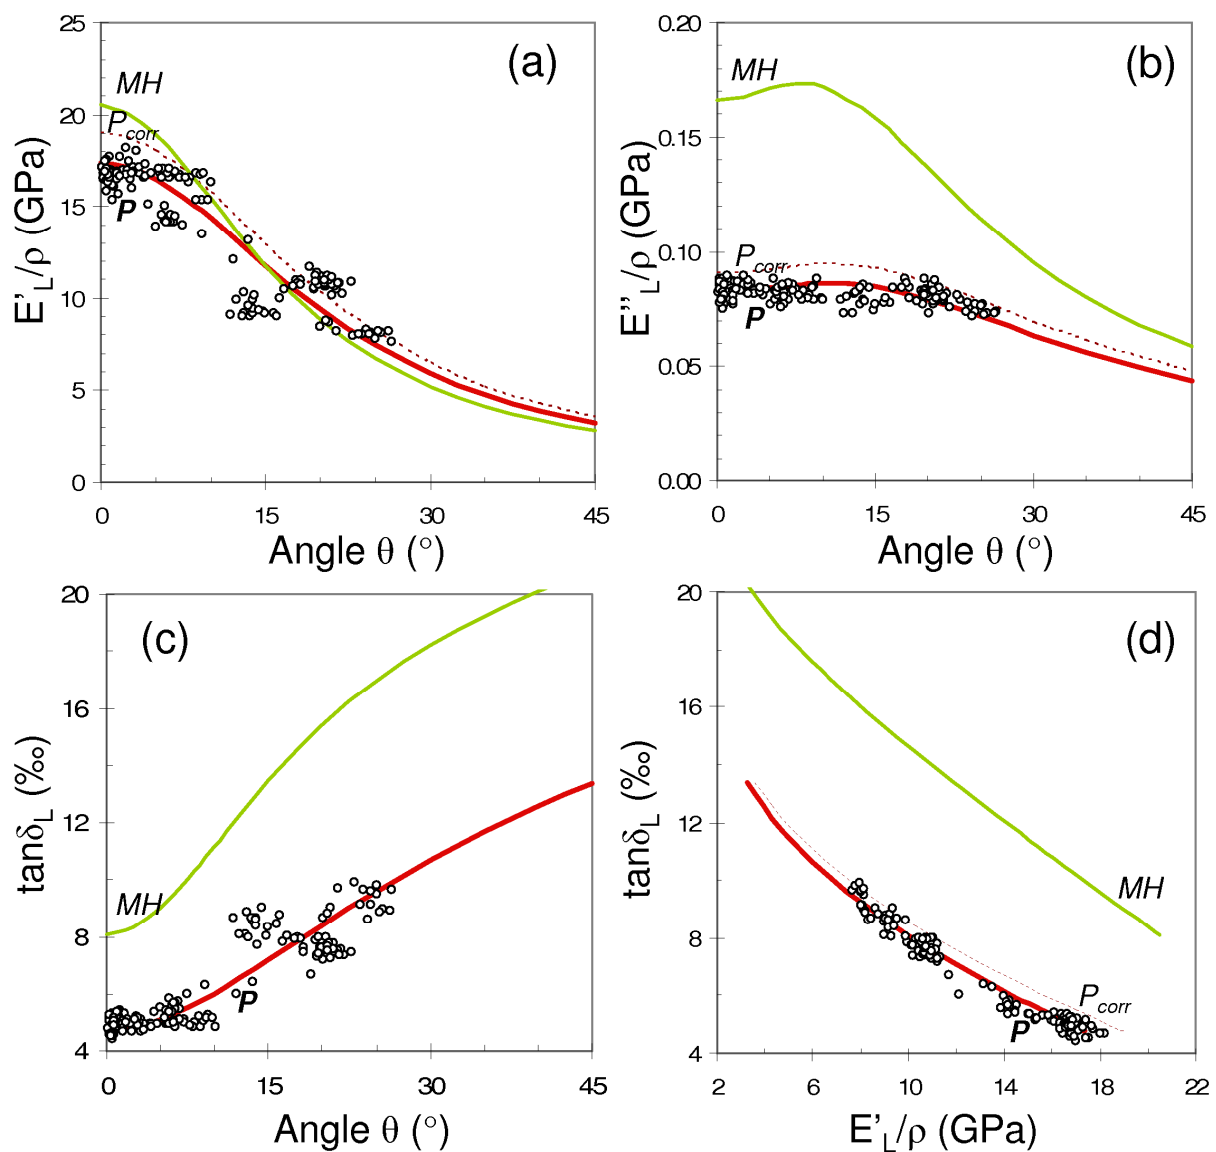 25
20
15
10
5
0
E'L/ρ (GPa)
MH
Pcorr
P
(a)
0 15 30 45
Angle θ (°)
0.20
0.15
0.10
0.05
0.00
E''L/ρ (GPa)
MH
Pcorr
P
(b)
0 15 30 45
Angle θ (°)
20
16
12
8
4
tanδL (‰)
(c)
MH
P
0 15 30 45
Angle θ (°)
20
16
12
8
4
tanδL (‰)
(d)
MH
Pcorr
P
2 6 10 14 18 22
E'L/ρ (GPa)